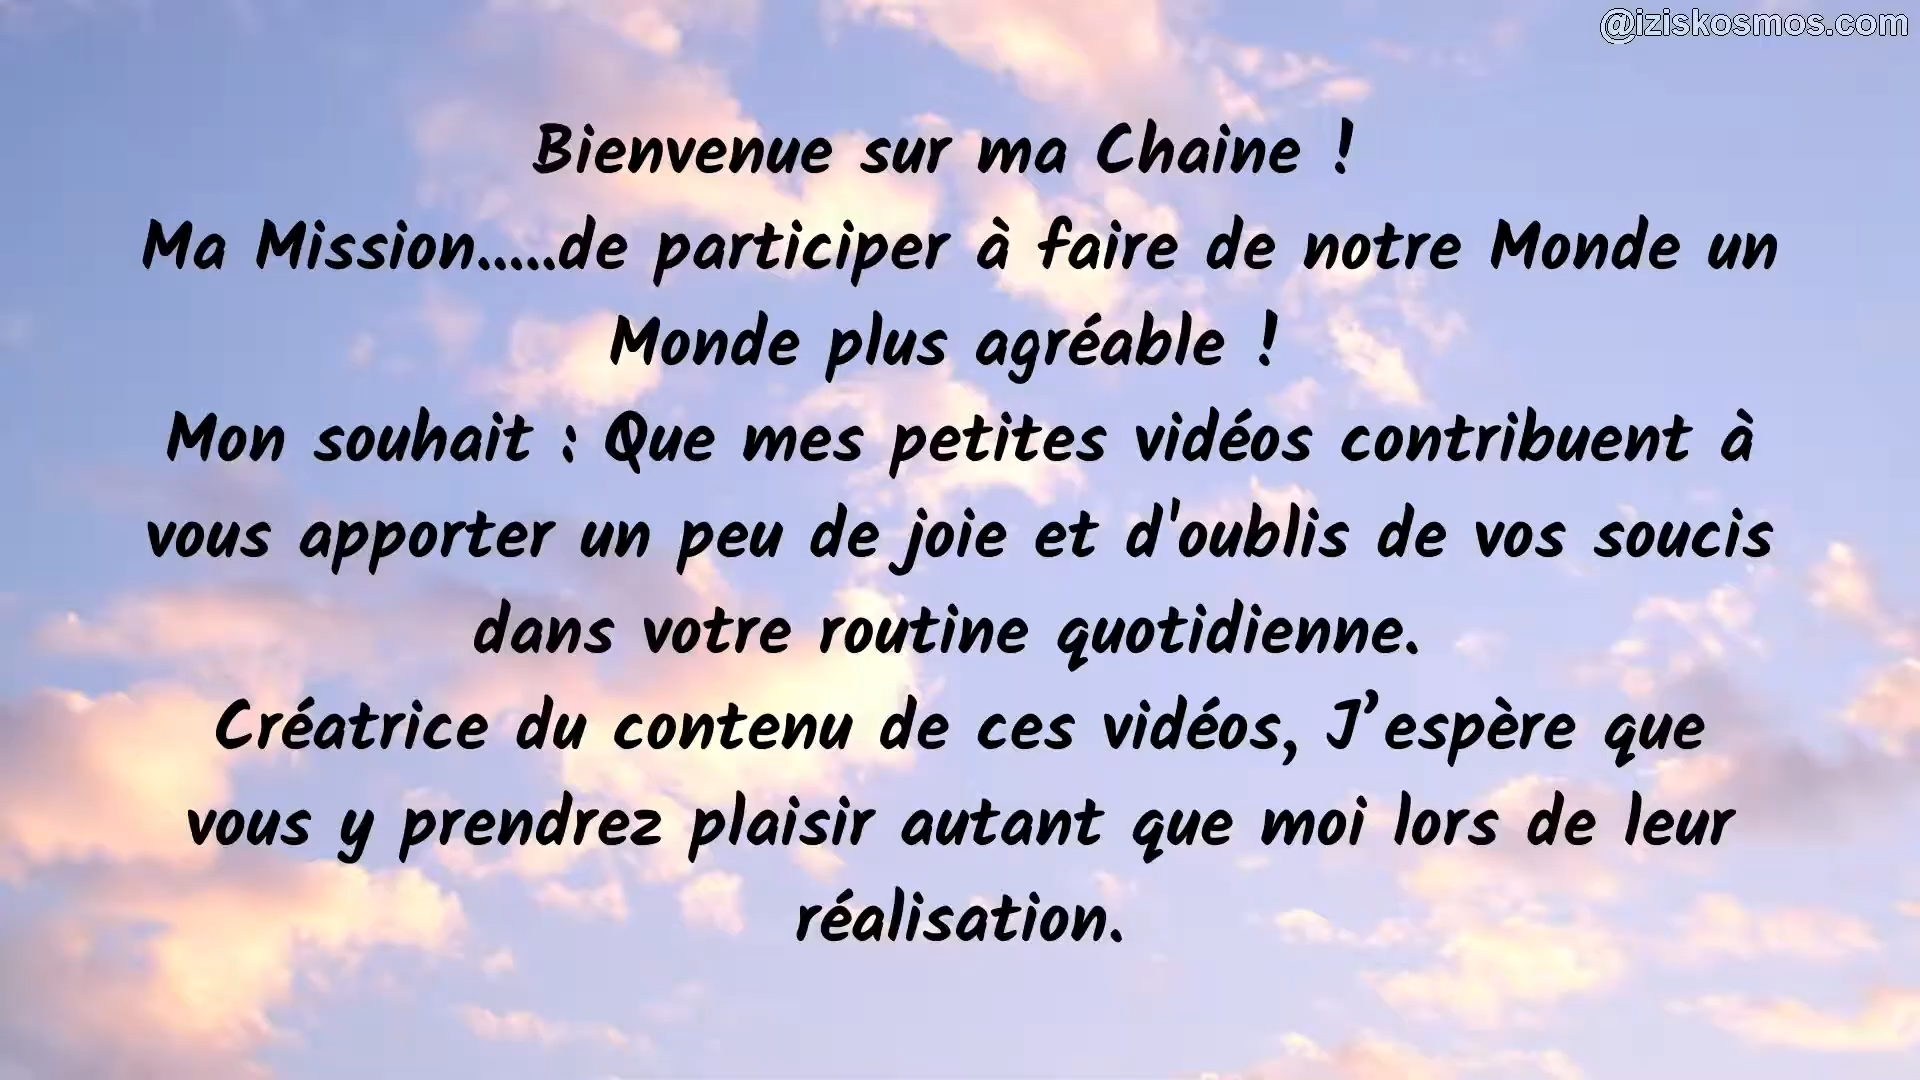 @iziskosmos.com
Bienvenue sur ma Chaine !
Ma Mission.....de participer à faire de notre Monde un
Monde plus agréable !
Mon souhait : Que mes petites vidéos contribuent à
vous apporter un peu de joie et d'oublis de vos soucis
dans votre routine quotidienne.
Créatrice du contenu de ces vidéos, J’espère que
vous y prendrez plaisir autant que moi lors de leur
réalisation.